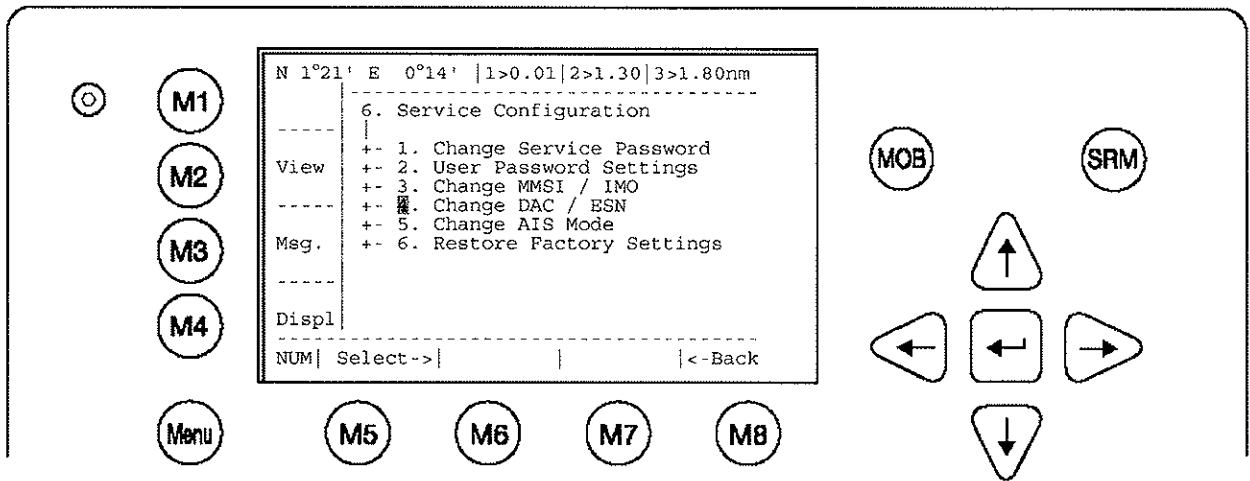 N 1°21' E 0°14' |1>0.01|2>1.30|3>1.80nm
6. Service Configuration
+- 1. Change Service Password
+- 2. User Password Settings
+- 3. Change MMSI / IMO
+- 4. Change DAC / ESN
+- 5. Change AIS Mode
+- 6. Restore Factory Settings
View
Msg.
Displ
NUM| Select->| | |<-Back
M1
M2
M3
M4
Menu
M5
M6
M7
M8
MOB
SRM